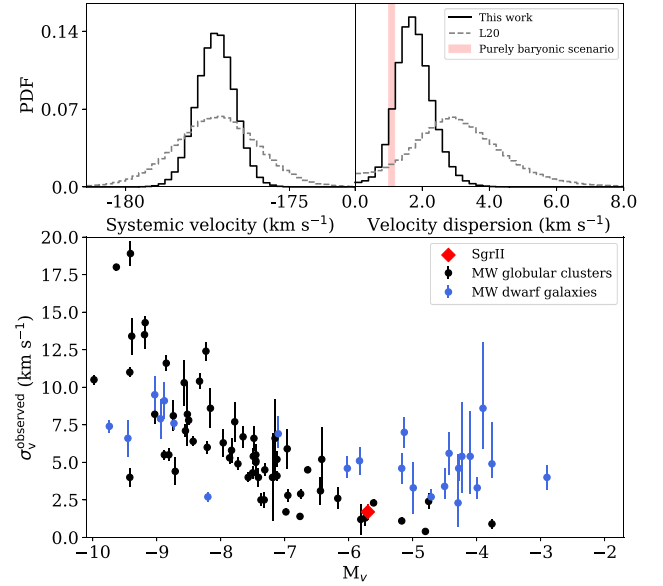 0.14
0.07
0.0
PDF
-180
-175
Systemic velocity (km s⁻¹)
This work
L20
Purely baryonic scenario
0.0
2.0
4.0
6.0
8.0
Velocity dispersion (km s⁻¹)
20.0
17.5
15.0
12.5
10.0
7.5
5.0
2.5
0.0
σᵥ^observed (km s⁻¹)
SgrII
MW globular clusters
MW dwarf galaxies
−10
−9
−8
−7
−6
−5
−4
−3
−2
Mᵥ